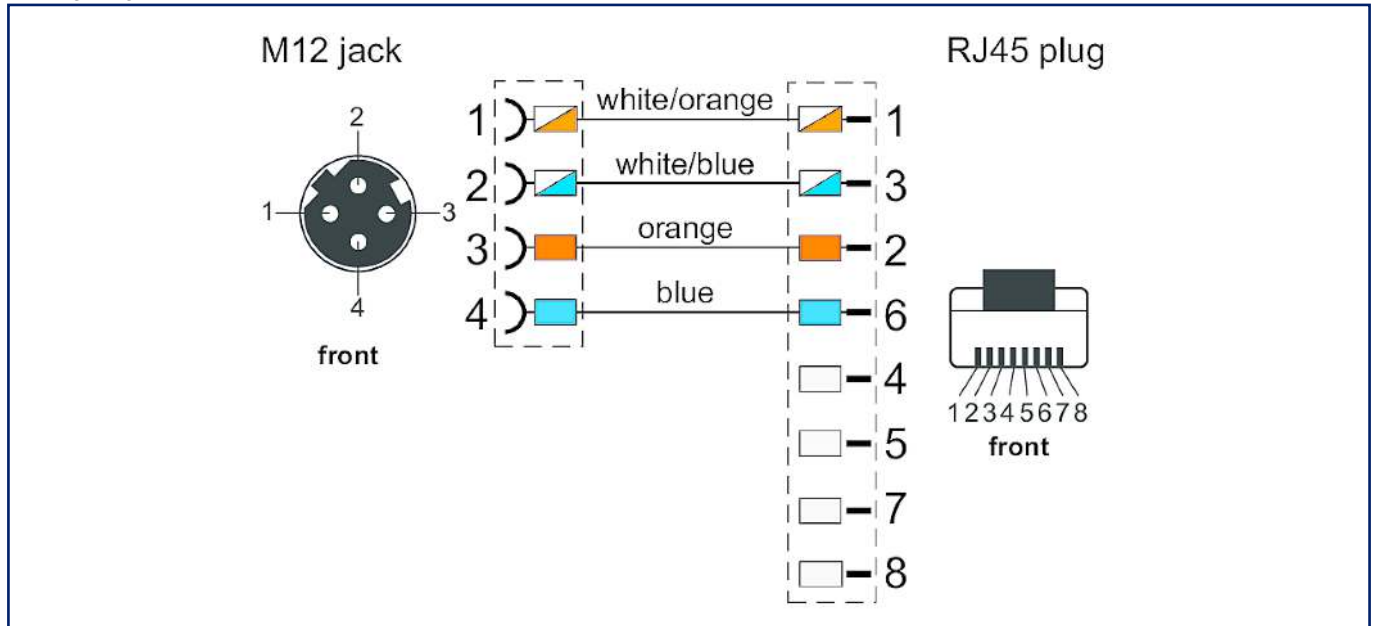 M12 jack
RJ45 plug
2
1
3
4
front
1 white/orange 1
2 white/blue 3
3 orange 2
4 blue 6
4
5
7
8
12345678
front